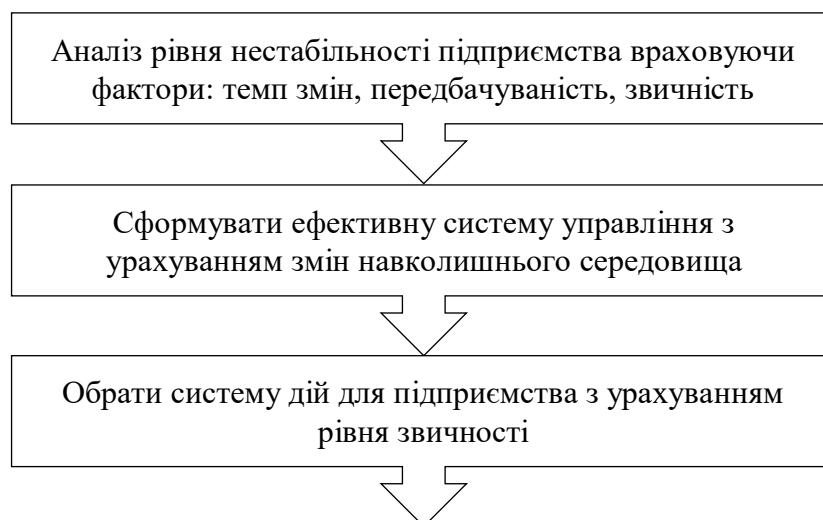 Аналіз рівня нестабільності підприємства враховуючи
фактори: темп змін, передбачуваність, звичність
Сформувати ефективну систему управління з
урахуванням змін навколишнього середовища
Обрати систему дій для підприємства з урахуванням
рівня звичності